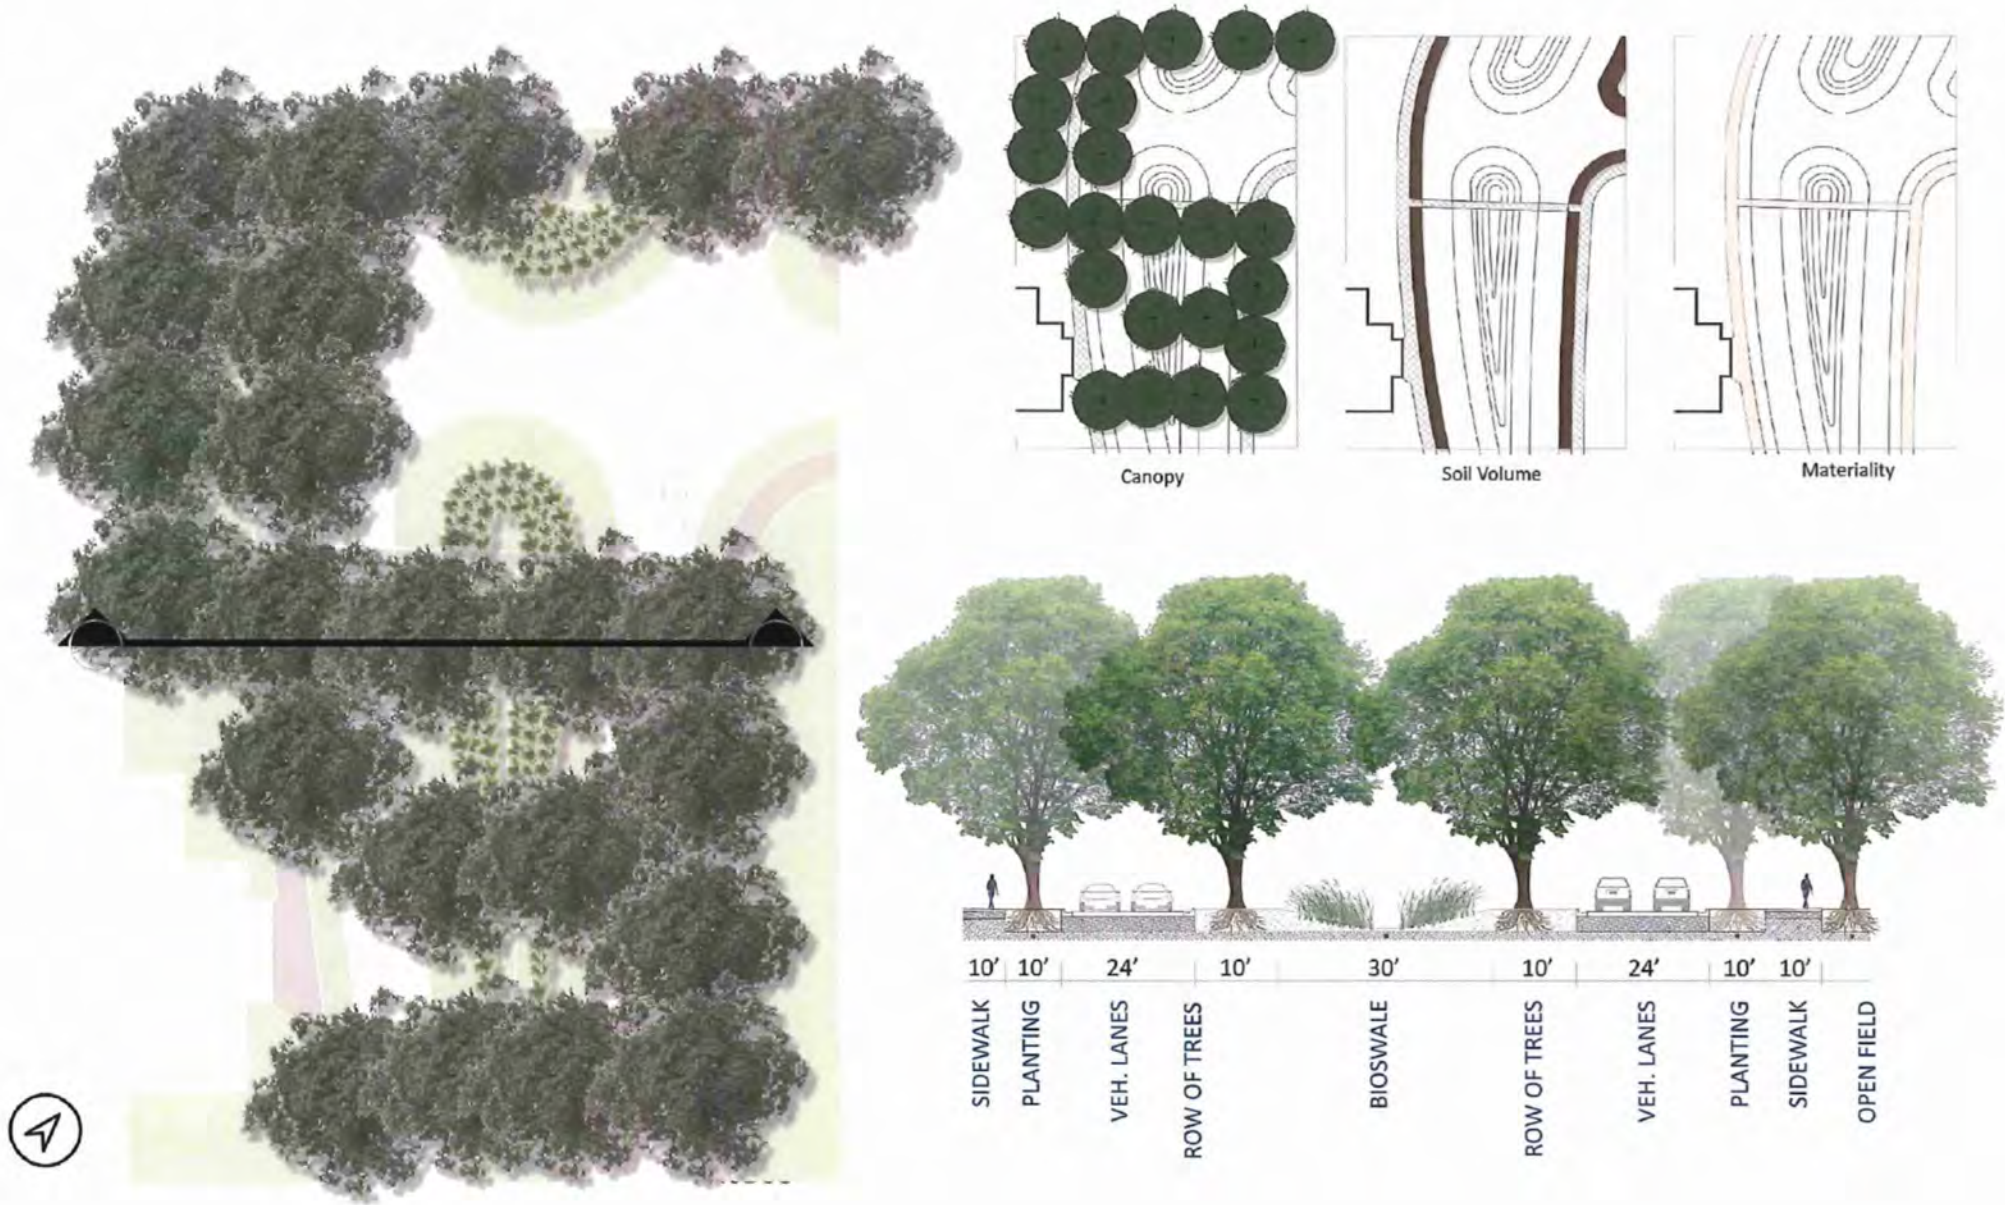 Canopy
Soil Volume
Materiality
10’ 10’ 24’ 10’ 30’ 10’ 24’ 10’ 10’
SIDEWALK
PLANTING
VEH. LANES
ROW OF TREES
BIOSWALE
ROW OF TREES
VEH. LANES
PLANTING
SIDEWALK
OPEN FIELD